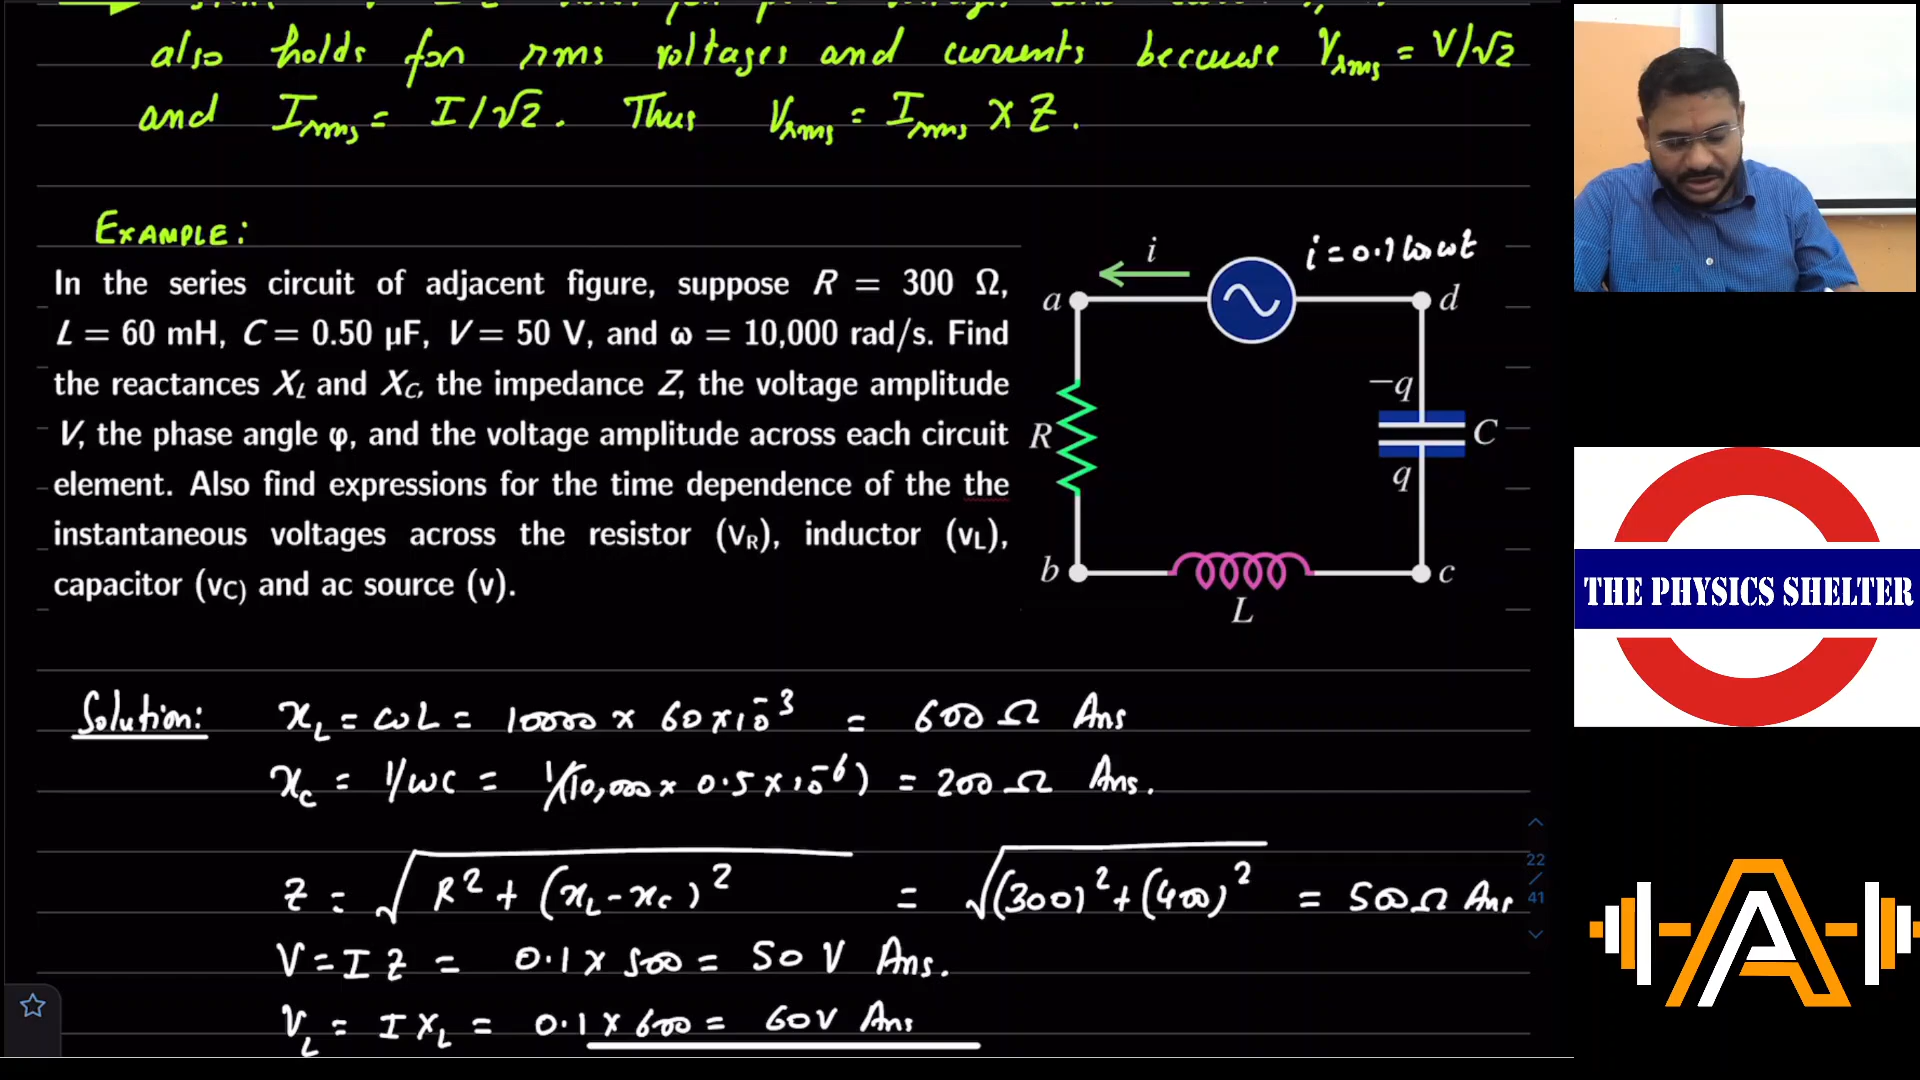 also holds for rms voltages and currents because Vrms = V/√2
and Irms = I/√2. Thus Vrms = Irms × Z.
EXAMPLE:
In the series circuit of adjacent figure, suppose R = 300 Ω,
L = 60 mH, C = 0.50 μF, V = 50 V, and ω = 10,000 rad/s. Find
the reactances XL and XC, the impedance Z, the voltage amplitude
V, the phase angle φ, and the voltage amplitude across each circuit
element. Also find expressions for the time dependence of the the
instantaneous voltages across the resistor (vR), inductor (vL),
capacitor (vC) and ac source (v).
i
i = 0.1 cos ωt
a
d
−q
R
C
q
b
c
L
Solution: xL = ωL = 10000 × 60×10⁻³ = 600 Ω Ans
xC = 1/ωC = 1/(10,000 × 0.5 × 10⁻⁶) = 200 Ω Ans.
Z = √R² + (xL - xC)² = √(300)² + (400)² = 500 Ω Ans
V = I Z = 0.1 × 500 = 50 V Ans.
VL = I XL = 0.1 × 600 = 60V Ans
22
/
41
THE PHYSICS SHELTER
A